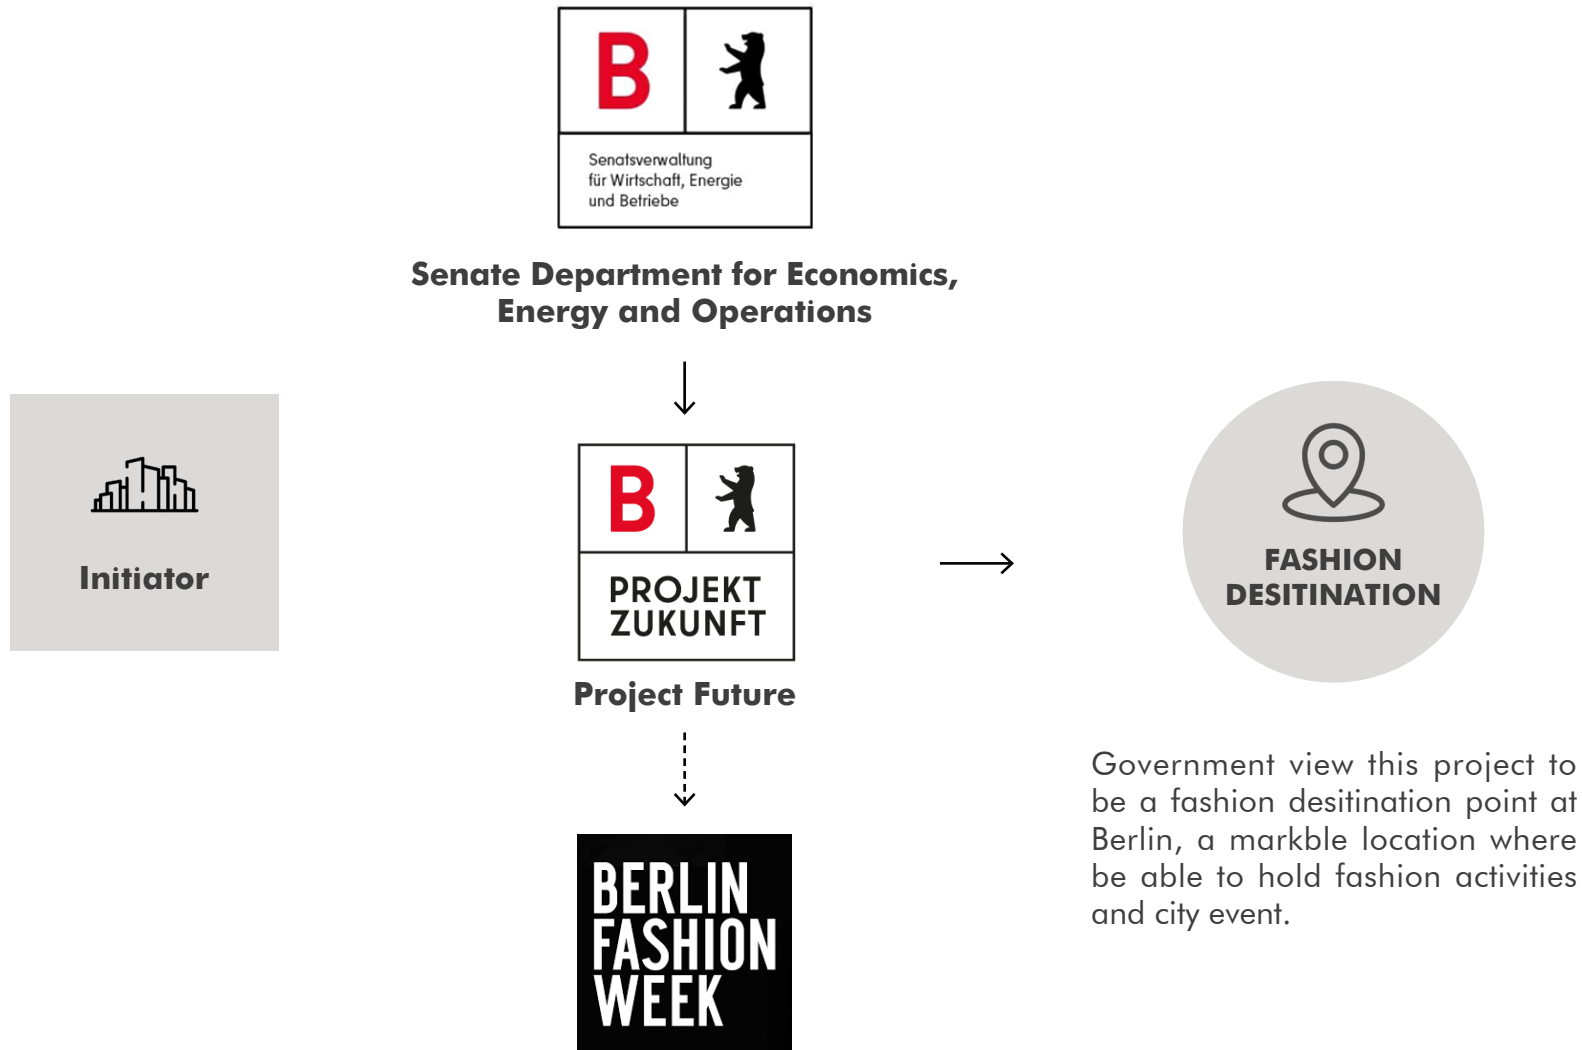 B
Senatsverwaltung
für Wirtschaft, Energie
und Betriebe
Senate Department for Economics,
Energy and Operations
Initiator
B
PROJEKT
ZUKUNFT
Project Future
BERLIN
FASHION
WEEK
FASHION
DESITINATION
Government view this project to
be a fashion desitination point at
Berlin, a markble location where
be able to hold fashion activities
and city event.